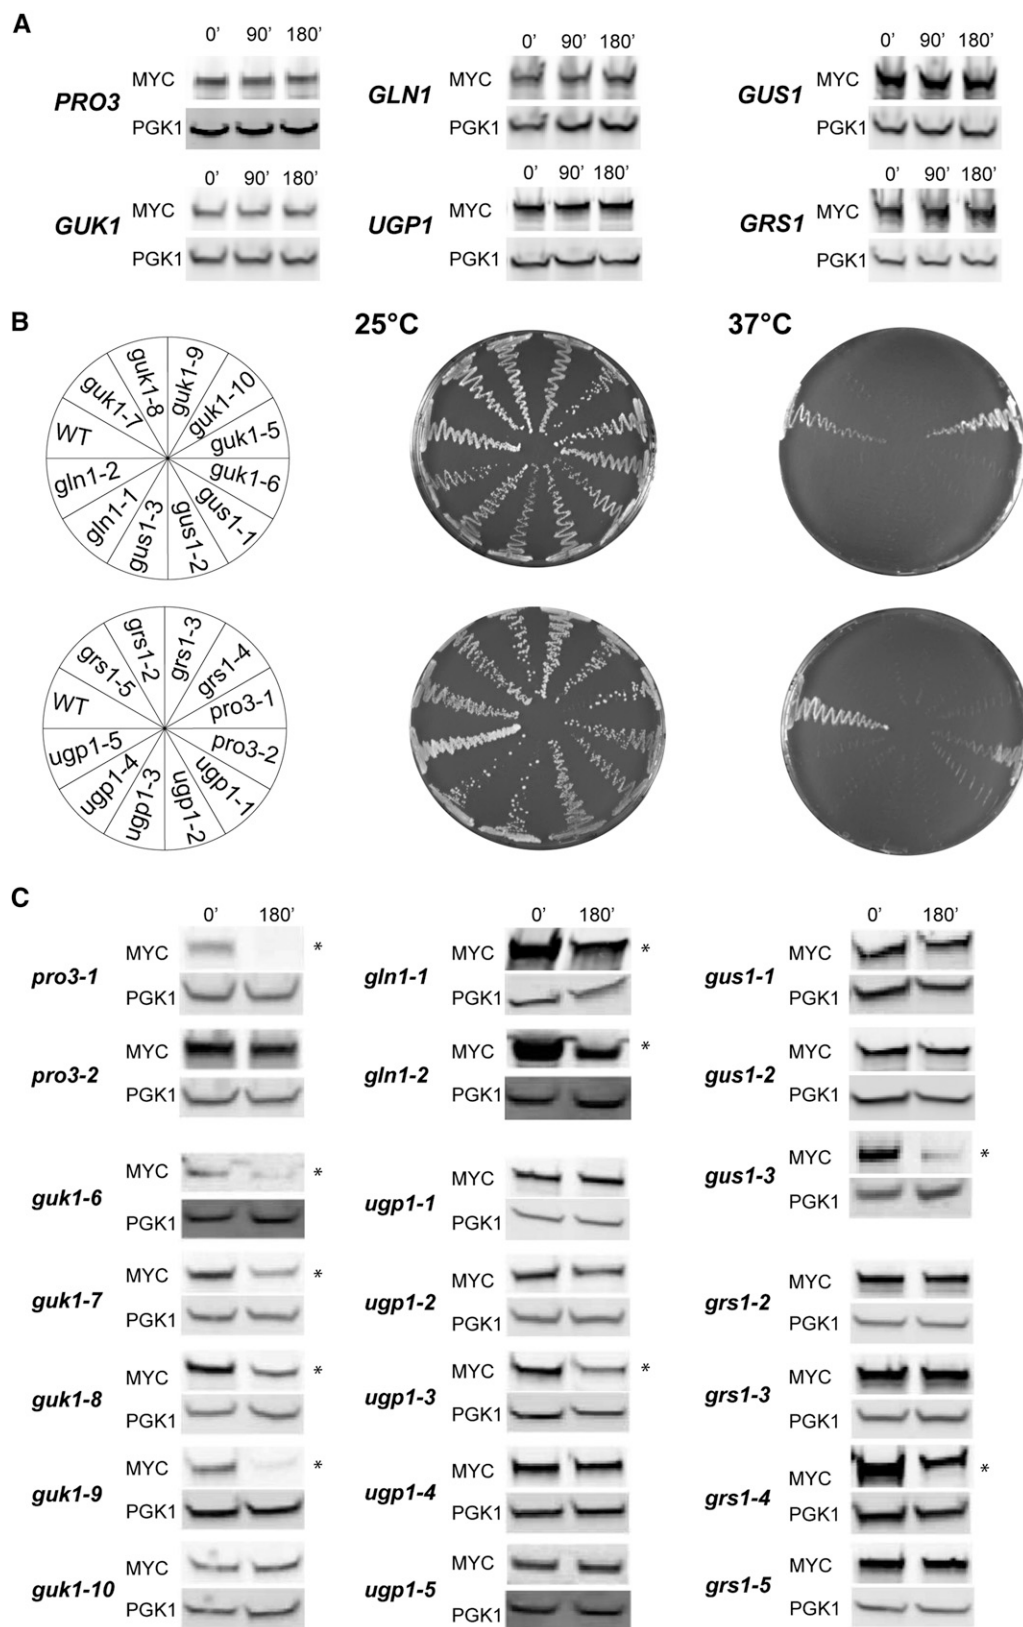 A
0' 90' 180' 0' 90' 180' 0' 90' 180'
PRO3 MYC GLN1 MYC GUS1 MYC
PGK1 PGK1 PGK1
0' 90' 180' 0' 90' 180' 0' 90' 180'
GUK1 MYC UGP1 MYC GRS1 MYC
PGK1 PGK1 PGK1
B
25°C 37°C
WT
guk1-7
guk1-8
guk1-9
guk1-10
guk1-5
guk1-6
gus1-1
gus1-2
gus1-3
gln1-1
gln1-2
WT
grs1-5
grs1-2
grs1-3
grs1-4
pro3-1
pro3-2
ugp1-1
ugp1-2
ugp1-3
ugp1-4
ugp1-5
C
0' 180' 0' 180' 0' 180'
pro3-1 MYC *
PGK1
pro3-2 MYC
PGK1
guk1-6 MYC *
PGK1
guk1-7 MYC *
PGK1
guk1-8 MYC *
PGK1
guk1-9 MYC *
PGK1
guk1-10 MYC
PGK1
gln1-1 MYC *
PGK1
gln1-2 MYC *
PGK1
ugp1-1 MYC
PGK1
ugp1-2 MYC
PGK1
ugp1-3 MYC *
PGK1
ugp1-4 MYC
PGK1
ugp1-5 MYC
PGK1
gus1-1 MYC
PGK1
gus1-2 MYC
PGK1
gus1-3 MYC *
PGK1
grs1-2 MYC
PGK1
grs1-3 MYC
PGK1
grs1-4 MYC *
PGK1
grs1-5 MYC
PGK1